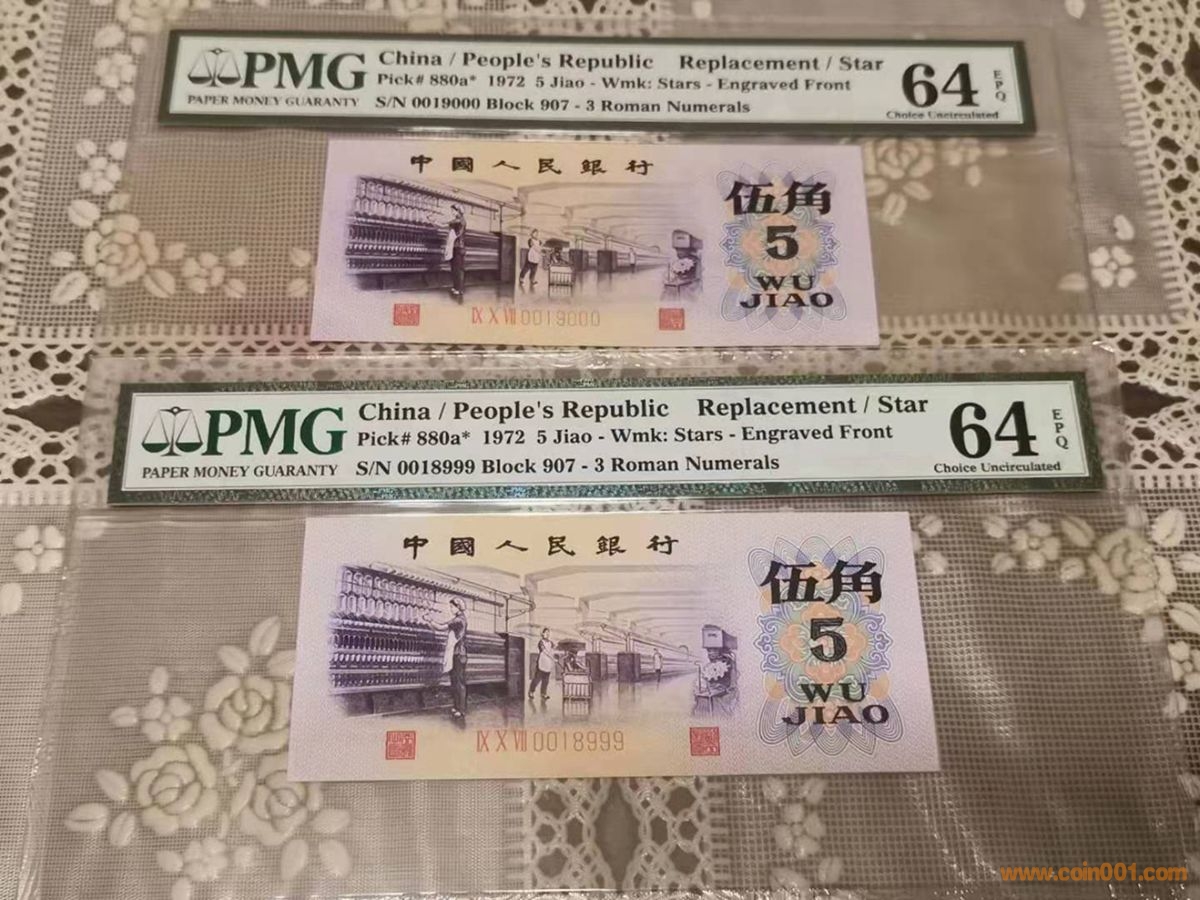 PMG
PAPER MONEY GUARANTY
China / People's Republic Replacement / Star
Pick# 880a* 1972 5 Jiao - Wmk: Stars - Engraved Front
S/N 0019000 Block 907 - 3 Roman Numerals
64
EPQ
Choice Uncirculated
中國人民銀行
伍角
5
WU
JIAO
IX X VII 0019000
PMG
PAPER MONEY GUARANTY
China / People's Republic Replacement / Star
Pick# 880a* 1972 5 Jiao - Wmk: Stars - Engraved Front
S/N 0018999 Block 907 - 3 Roman Numerals
64
EPQ
Choice Uncirculated
中國人民銀行
伍角
5
WU
JIAO
IX X VII 0018999
www.coin001.com